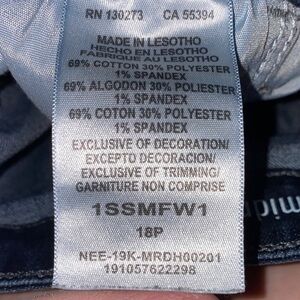 RN 130273 CA 55394
MADE IN LESOTHO
HECHO EN LESOTHO
FABRIQUE AU LESOTHO
69% COTTON 30% POLYESTER
1% SPANDEX
69% ALGODON 30% POLIESTER
1% SPANDEX
69% COTON 30% POLYESTER
1% SPANDEX
EXCLUSIVE OF DECORATION/
EXCEPTO DECORACION/
EXCLUSIVE OF TRIMMING/
GARNITURE NON COMPRISE
1SSMFW1
18P
NEE-19K-MRDH00201
191057622298